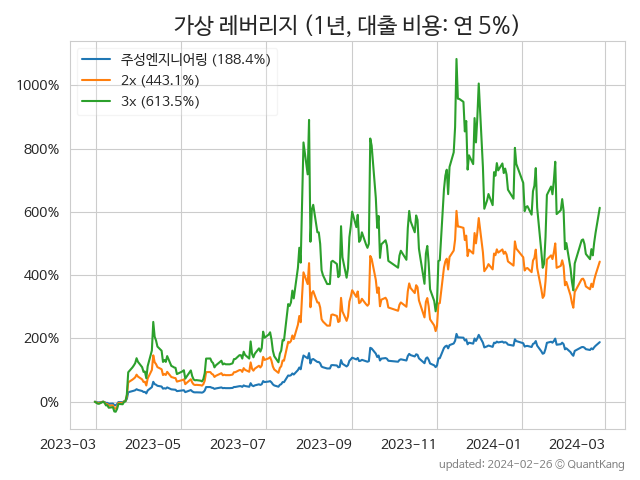 가상 레버리지 (1년, 대출 비용: 연 5%)
주성엔지니어링 (188.4%)
2x (443.1%)
3x (613.5%)
1000%
800%
600%
400%
200%
0%
2023-03 2023-05 2023-07 2023-09 2023-11 2024-01 2024-03
updated: 2024-02-26 © QuantKang